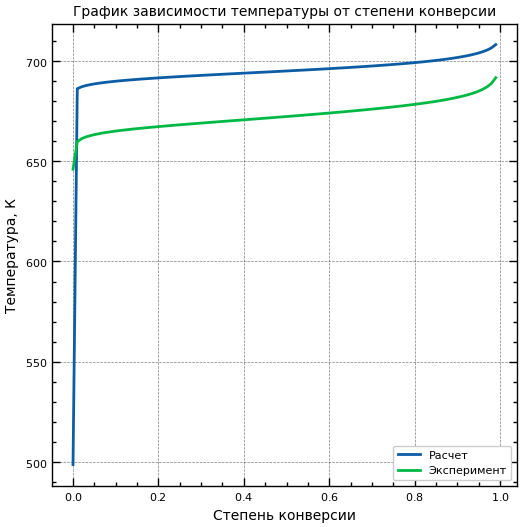 График зависимости температуры от степени конверсии
Температура, К
700
650
600
550
500
0.0 0.2 0.4 0.6 0.8 1.0
Степень конверсии
Расчет
Эксперимент